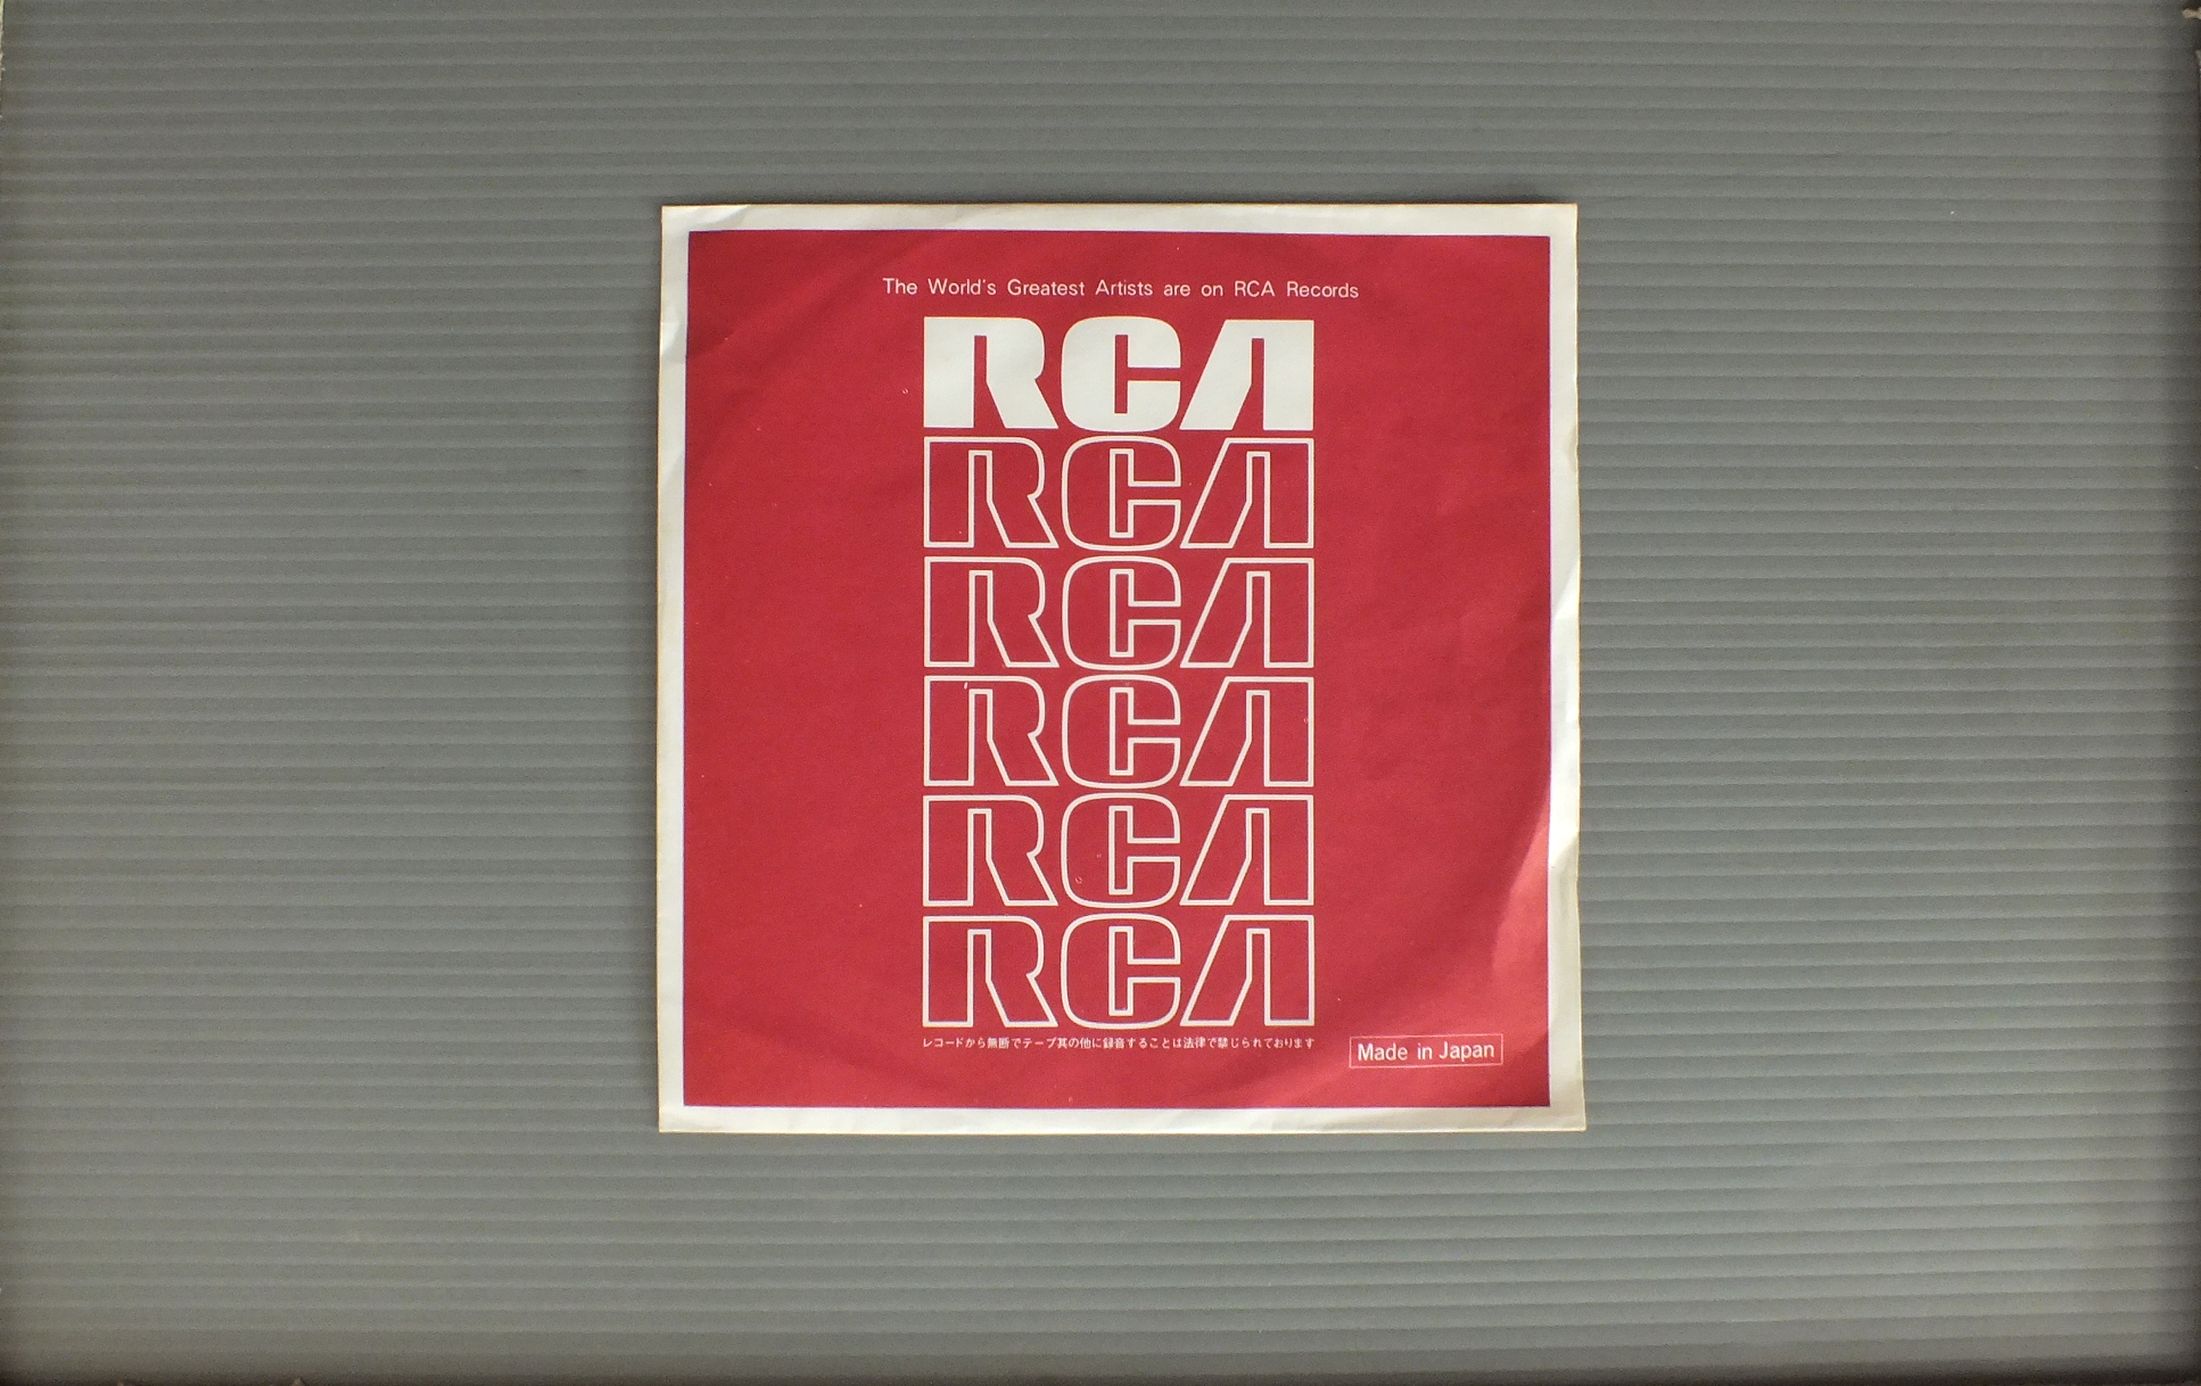 The World's Greatest Artists are on RCA Records
RCA
RCA
RCA
RCA
RCA
RCA
レコードから無断でテープ其の他に録音することは法律で禁じられております
Made in Japan